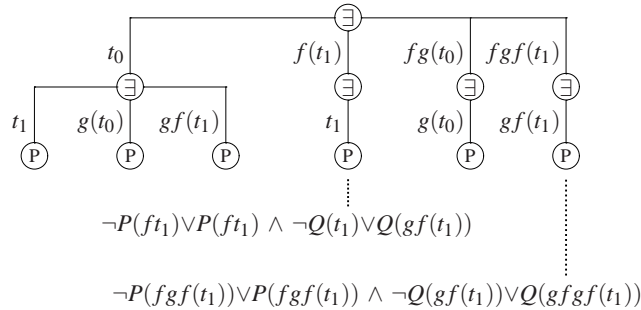 ∃
t₀ f(t₁) fg(t₀) fgf(t₁)
∃ ∃ ∃ ∃
t₁ g(t₀) gf(t₁) t₁ g(t₀) gf(t₁)
P P P P P P
¬P(ft₁)∨P(ft₁) ∧ ¬Q(t₁)∨Q(gf(t₁))
¬P(fgf(t₁))∨P(fgf(t₁)) ∧ ¬Q(gf(t₁))∨Q(gfgf(t₁))